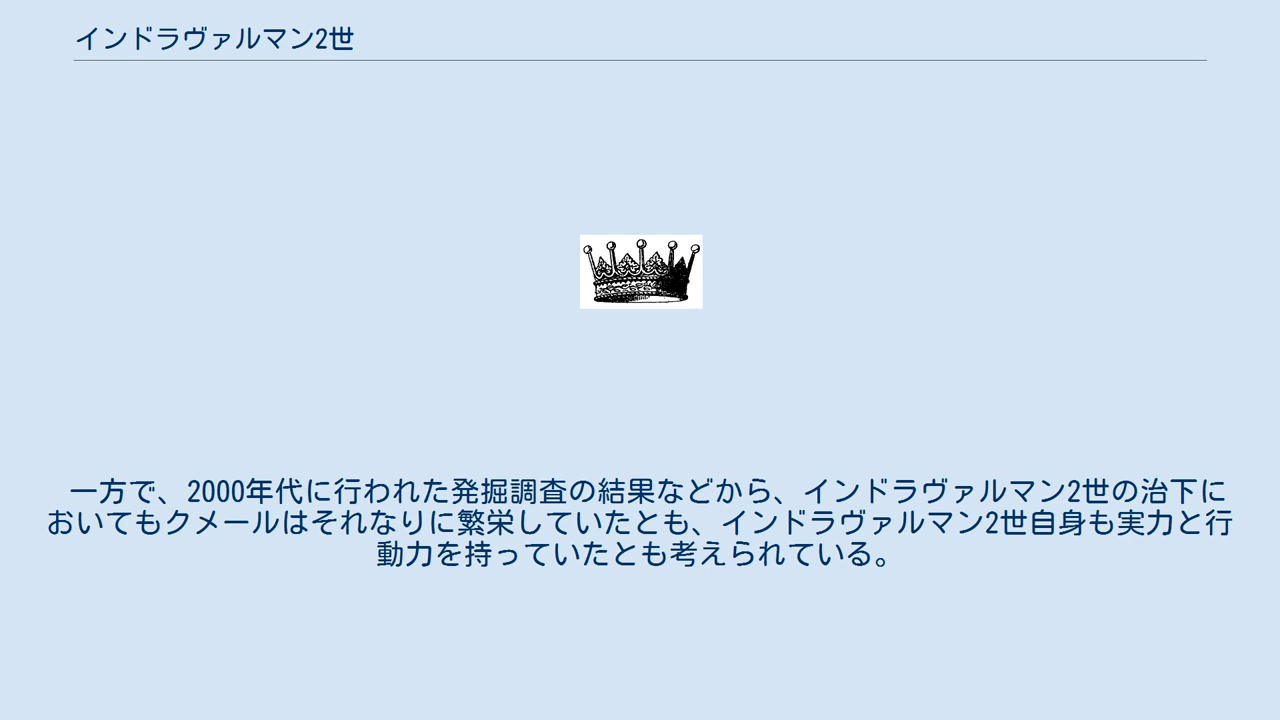 インドラヴァルマン2世
一方で、2000年代に行われた発掘調査の結果などから、インドラヴァルマン2世の治下に
おいてもクメールはそれなりに繁栄していたとも、インドラヴァルマン2世自身も実力と行
動力を持っていたとも考えられている。